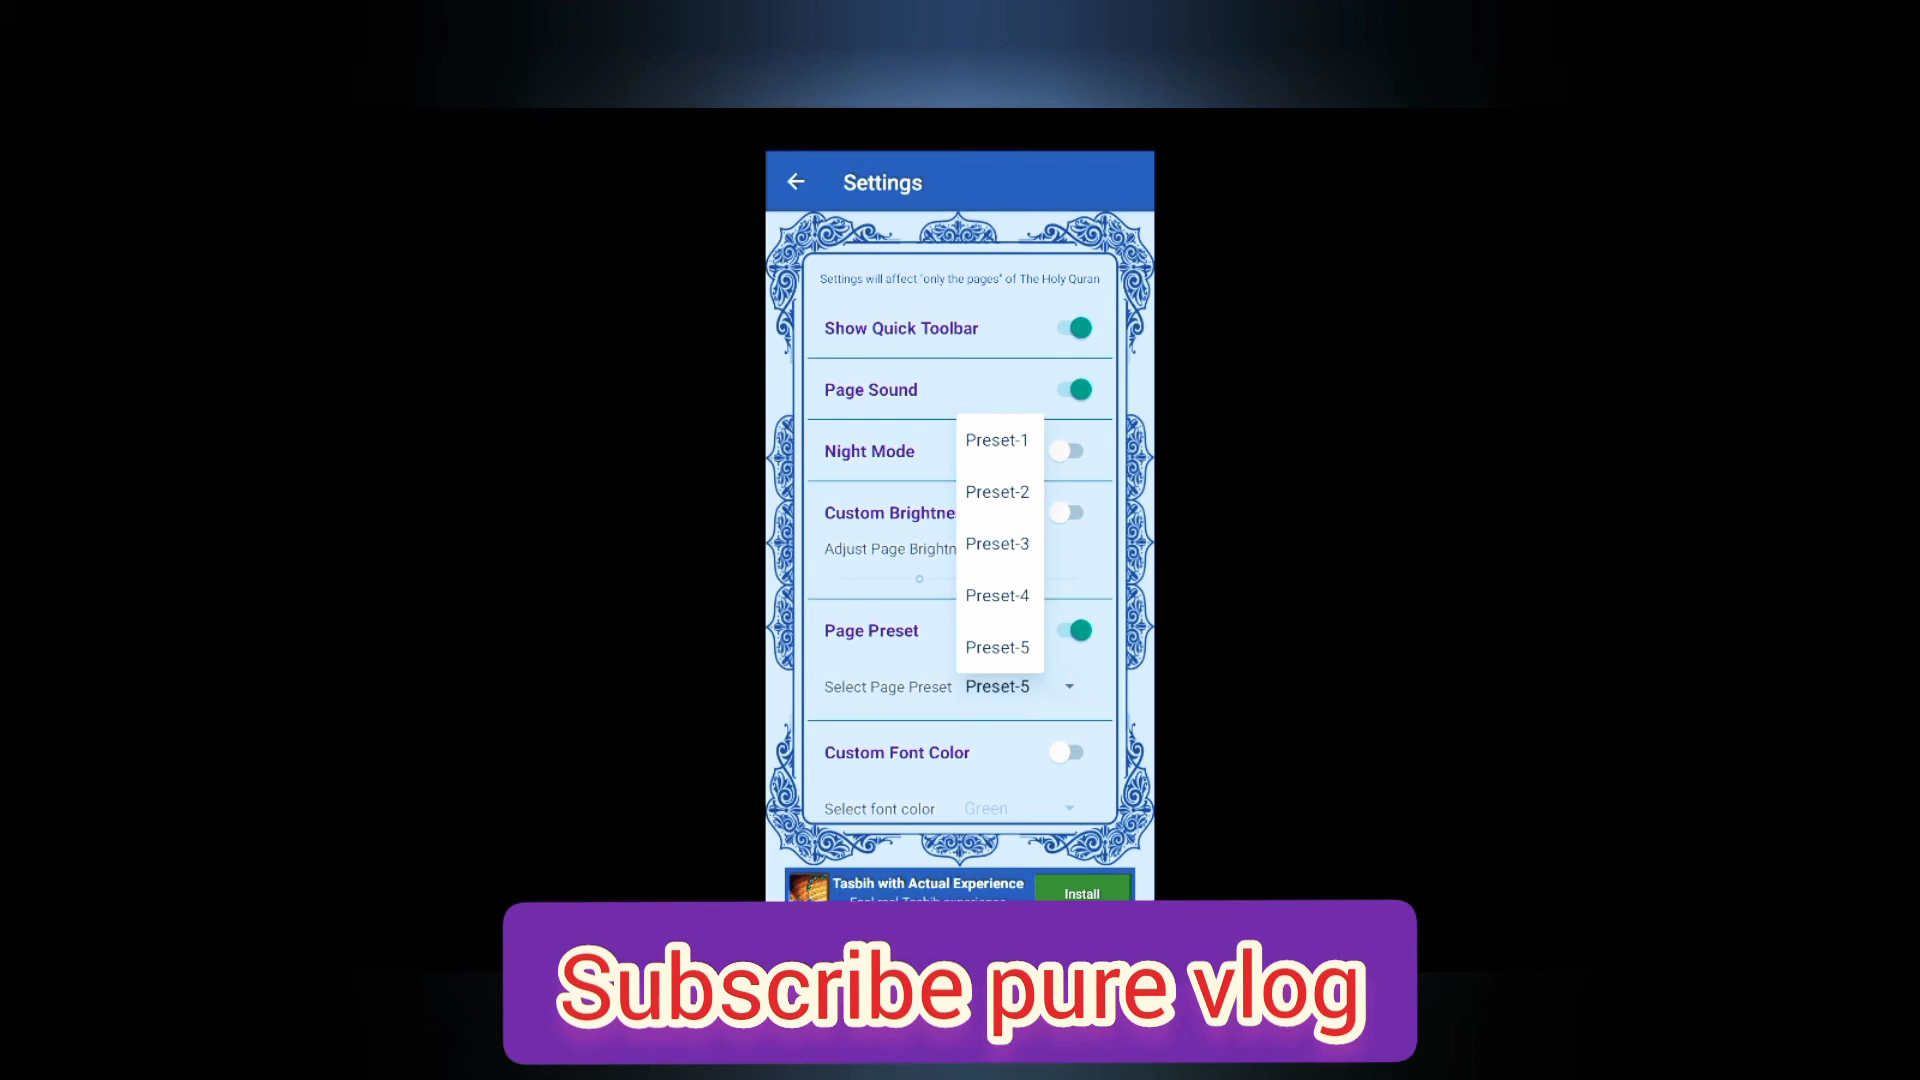 Settings
Settings will affect "only the pages" of The Holy Quran
Show Quick Toolbar
Page Sound
Preset-1
Night Mode
Preset-2
Custom Brightne
Preset-3
Adjust Page Brightn
Preset-4
Page Preset
Preset-5
Select Page Preset Preset-5
Custom Font Color
Select font color Green
Tasbih with Actual Experience
Install
Subscribe pure vlog